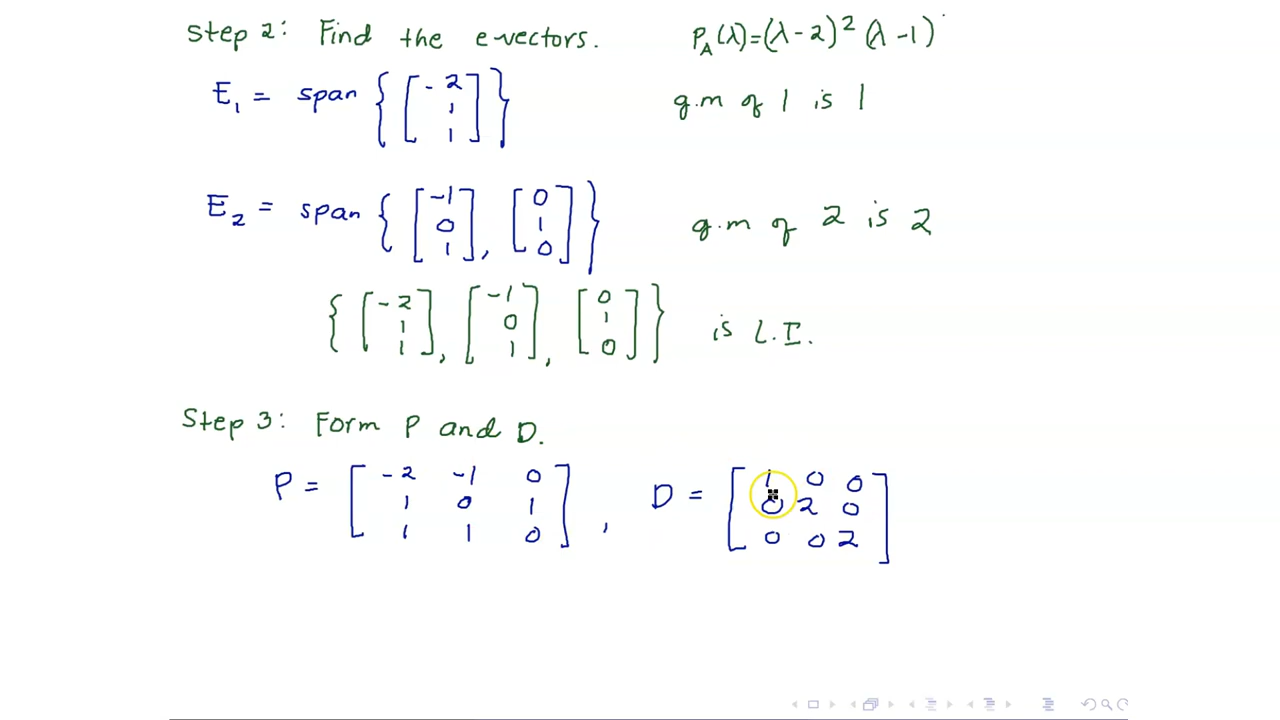 Step 2: Find the e-vectors. P_A(λ)=(λ-2)²(λ-1)
E₁ = span {[-2 1 1]} g.m of 1 is 1
E₂ = span {[-1 0 1], [0 1 0]} g.m of 2 is 2
{[-2 1 1], [-1 0 1], [0 1 0]} is L.I.
Step 3: Form P and D.
P = [-2 -1 0
1 0 1
1 1 0], D = [1 0 0
0 2 0
0 0 2]